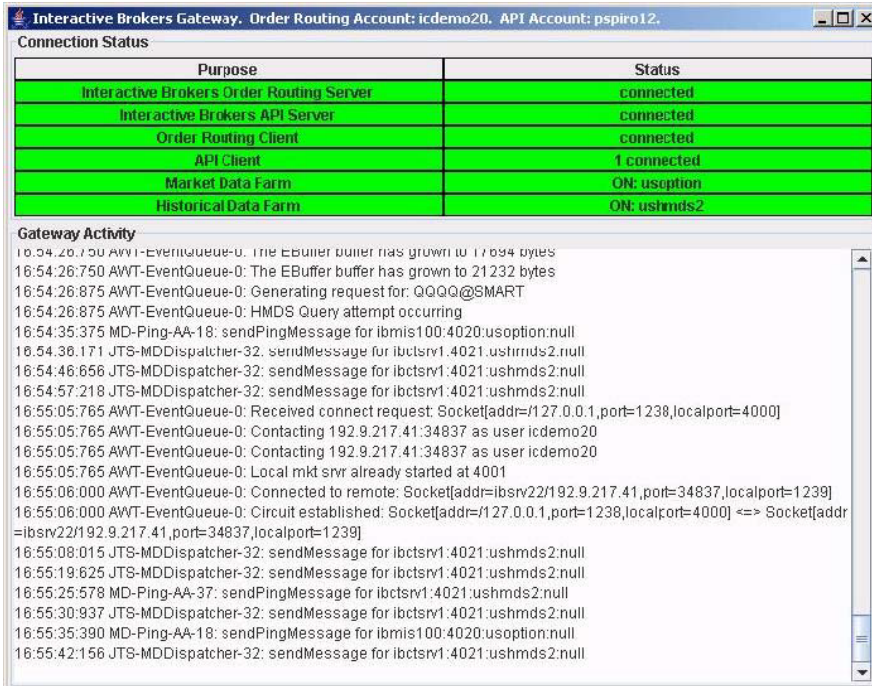 Interactive Brokers Gateway. Order Routing Account: icdemo20. API Account: pspiro12.
Connection Status
Purpose Status
Interactive Brokers Order Routing Server connected
Interactive Brokers API Server connected
Order Routing Client connected
API Client 1 connected
Market Data Farm ON: usoption
Historical Data Farm ON: ushmds2
Gateway Activity
16:54:26:750 AWT-EventQueue-0: The EBuffer buffer has grown to 17694 bytes
16:54:26:750 AWT-EventQueue-0: The EBuffer buffer has grown to 21232 bytes
16:54:26:875 AWT-EventQueue-0: Generating request for: QQQQ@SMART
16:54:26:875 AWT-EventQueue-0: HMDS Query attempt occurring
16:54:35:375 MD-Ping-AA-18: sendPingMessage for ibmis100:4020:usoption:null
16:54:36:171 JTS-MDDispatcher-32: sendMessage for ibctsrv1:4021:ushmds2:null
16:54:46:656 JTS-MDDispatcher-32: sendMessage for ibctsrv1:4021:ushmds2:null
16:54:57:218 JTS-MDDispatcher-32: sendMessage for ibctsrv1:4021:ushmds2:null
16:55:05:765 AWT-EventQueue-0: Received connect request: Socket[addr=/127.0.0.1,port=1238,localport=4000]
16:55:05:765 AWT-EventQueue-0: Contacting 192.9.217.41:34837 as user icdemo20
16:55:05:765 AWT-EventQueue-0: Contacting 192.9.217.41:34837 as user icdemo20
16:55:05:765 AWT-EventQueue-0: Local mkt srvr already started at 4001
16:55:06:000 AWT-EventQueue-0: Connected to remote: Socket[addr=ibsrv22/192.9.217.41,port=34837,localport=1239]
16:55:06:000 AWT-EventQueue-0: Circuit established: Socket[addr=/127.0.0.1,port=1238,localport=4000] <=> Socket[addr
=ibsrv22/192.9.217.41,port=34837,localport=1239]
16:55:08:015 JTS-MDDispatcher-32: sendMessage for ibctsrv1:4021:ushmds2:null
16:55:19:625 JTS-MDDispatcher-32: sendMessage for ibctsrv1:4021:ushmds2:null
16:55:25:578 MD-Ping-AA-37: sendPingMessage for ibctsrv1:4021:ushmds2:null
16:55:30:937 JTS-MDDispatcher-32: sendMessage for ibctsrv1:4021:ushmds2:null
16:55:35:390 MD-Ping-AA-18: sendPingMessage for ibmis100:4020:usoption:null
16:55:42:156 JTS-MDDispatcher-32: sendMessage for ibctsrv1:4021:ushmds2:null